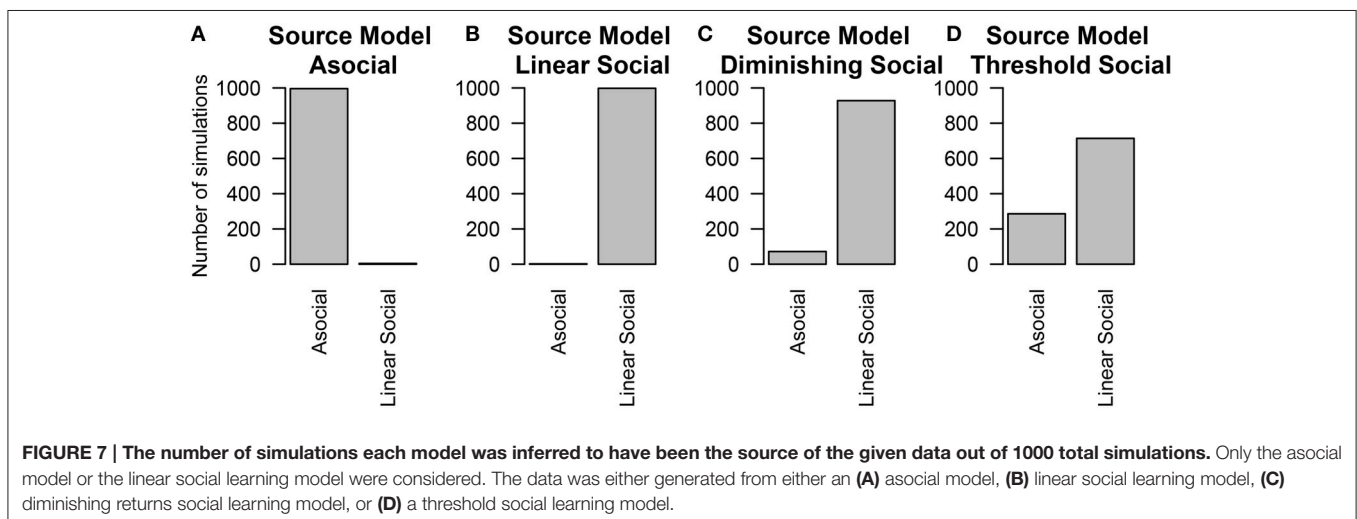 A Source Model
Asocial
Number of simulations
1000
800
600
400
200
0
Asocial
Linear Social
B Source Model
Linear Social
1000
800
600
400
200
0
Asocial
Linear Social
C Source Model
Diminishing Social
1000
800
600
400
200
0
Asocial
Linear Social
D Source Model
Threshold Social
1000
800
600
400
200
0
Asocial
Linear Social
FIGURE 7 | The number of simulations each model was inferred to have been the source of the given data out of 1000 total simulations. Only the asocial
model or the linear social learning model were considered. The data was either generated from either an (A) asocial model, (B) linear social learning model, (C)
diminishing returns social learning model, or (D) a threshold social learning model.